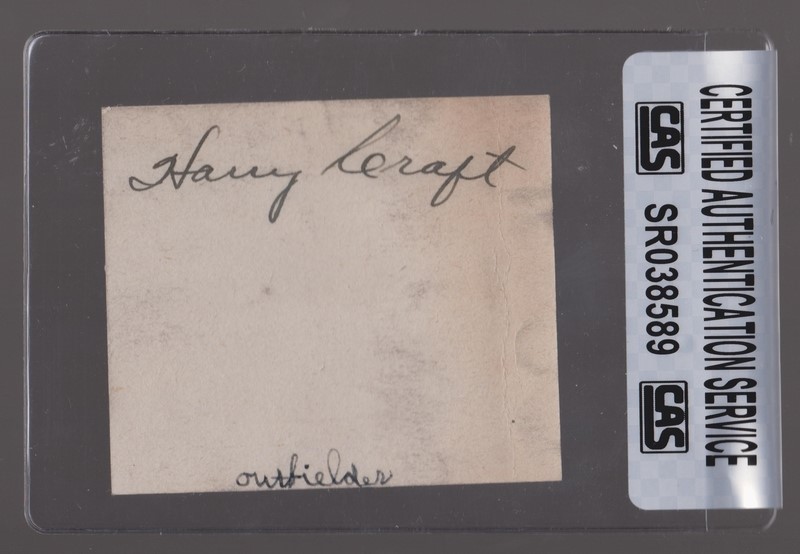 Harry Craft
outfielder
CERTIFIED AUTHENTICATION SERVICE
CAS SR038589 CAS